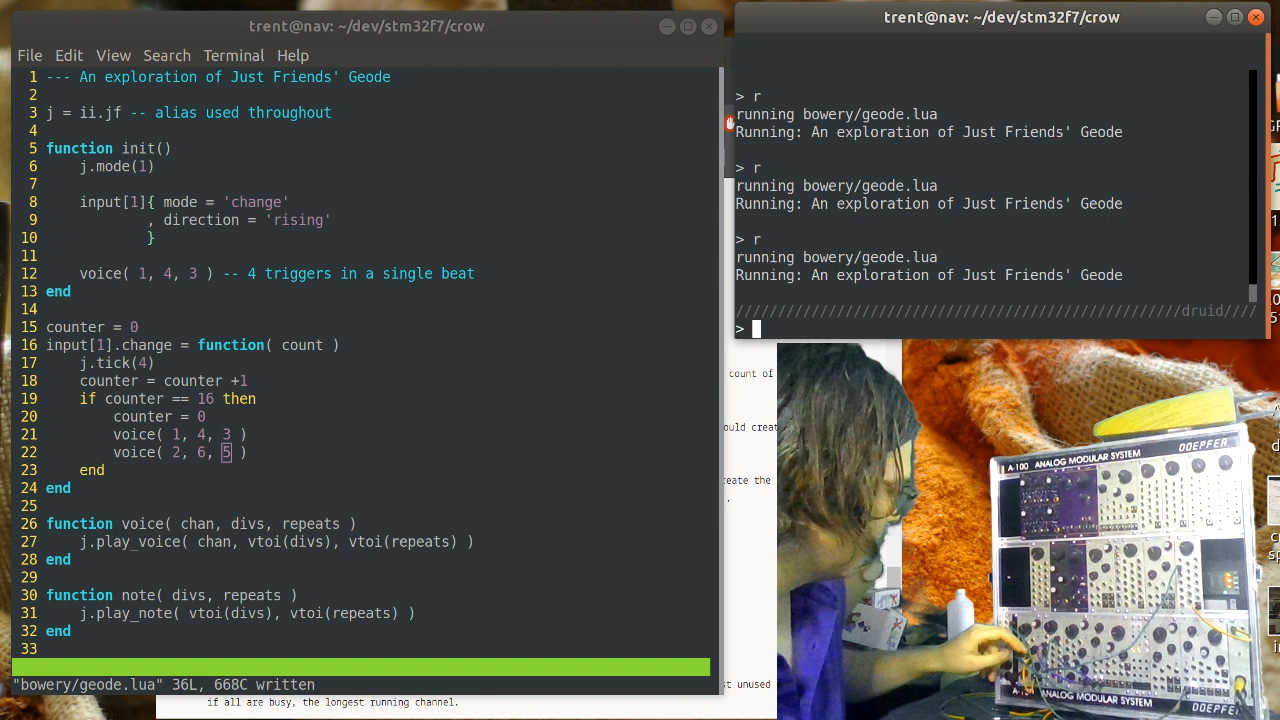 trent@nav: ~/dev/stm32f7/crow
File Edit View Search Terminal Help
1 --- An exploration of Just Friends' Geode
2
3 j = ii.jf -- alias used throughout
4
5 function init()
6 j.mode(1)
7
8 input[1]{ mode = 'change'
9 , direction = 'rising'
10 }
11
12 voice( 1, 4, 3 ) -- 4 triggers in a single beat
13 end
14
15 counter = 0
16 input[1].change = function( count )
17 j.tick(4)
18 counter = counter +1
19 if counter == 16 then
20 counter = 0
21 voice( 1, 4, 3 )
22 voice( 2, 6, 5 )
23 end
24 end
25
26 function voice( chan, divs, repeats )
27 j.play_voice( chan, vtoi(divs), vtoi(repeats) )
28 end
29
30 function note( divs, repeats )
31 j.play_note( vtoi(divs), vtoi(repeats) )
32 end
33
"bowery/geode.lua" 36L, 668C written
trent@nav: ~/dev/stm32f7/crow
> r
running bowery/geode.lua
Running: An exploration of Just Friends' Geode
> r
running bowery/geode.lua
Running: An exploration of Just Friends' Geode
> r
running bowery/geode.lua
Running: An exploration of Just Friends' Geode
/////////////////////////////////////////////////////druid////
>
count of
eate the
.
unused
if all are busy, the longest running channel.
A-100 ANALOG MODULAR SYSTEM DOEPFER
ANALOG MODULAR SYSTEM DOEPFER